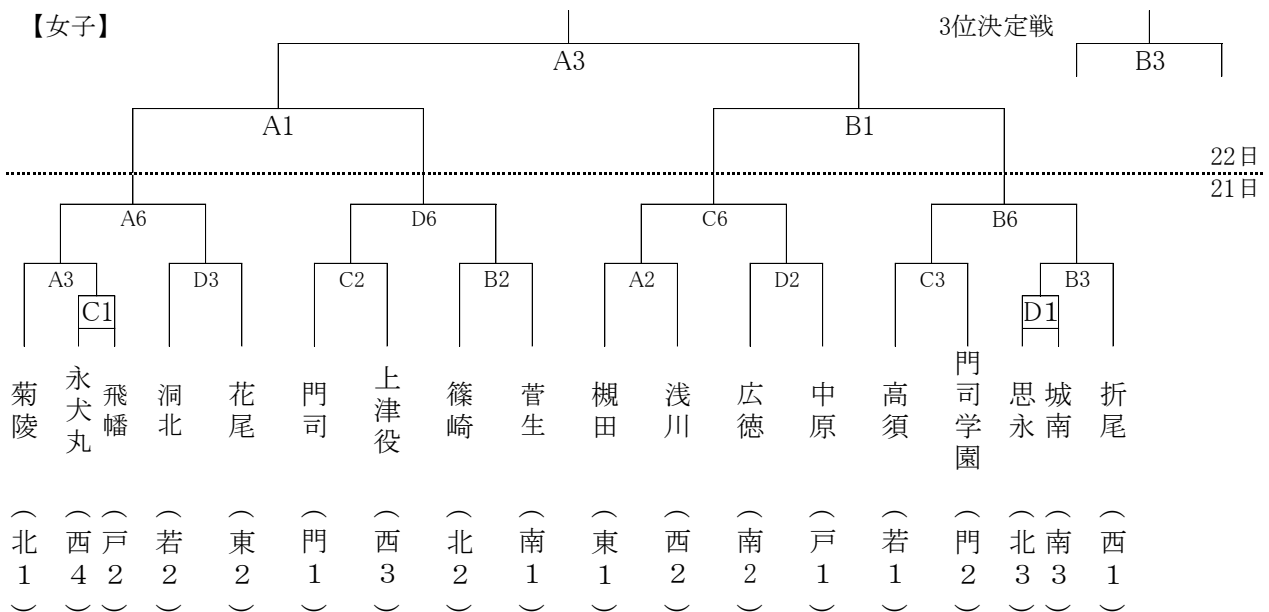 【女子】
3位決定戦
A3
B3
A1
B1
22日
21日
A6
D6
C6
B6
A3
D3
C2
B2
A2
D2
C3
B3
C1
D1
菊陵
永犬丸
飛幡
洞北
花尾
門司
上津役
篠崎
菅生
槻田
浅川
広徳
中原
高須
門司学園
思永
城南
折尾
（北1）
（西4）
（戸2）
（若2）
（東2）
（門1）
（西3）
（北2）
（南1）
（東1）
（西2）
（南2）
（戸1）
（若1）
（門2）
（北3）
（南3）
（西1）